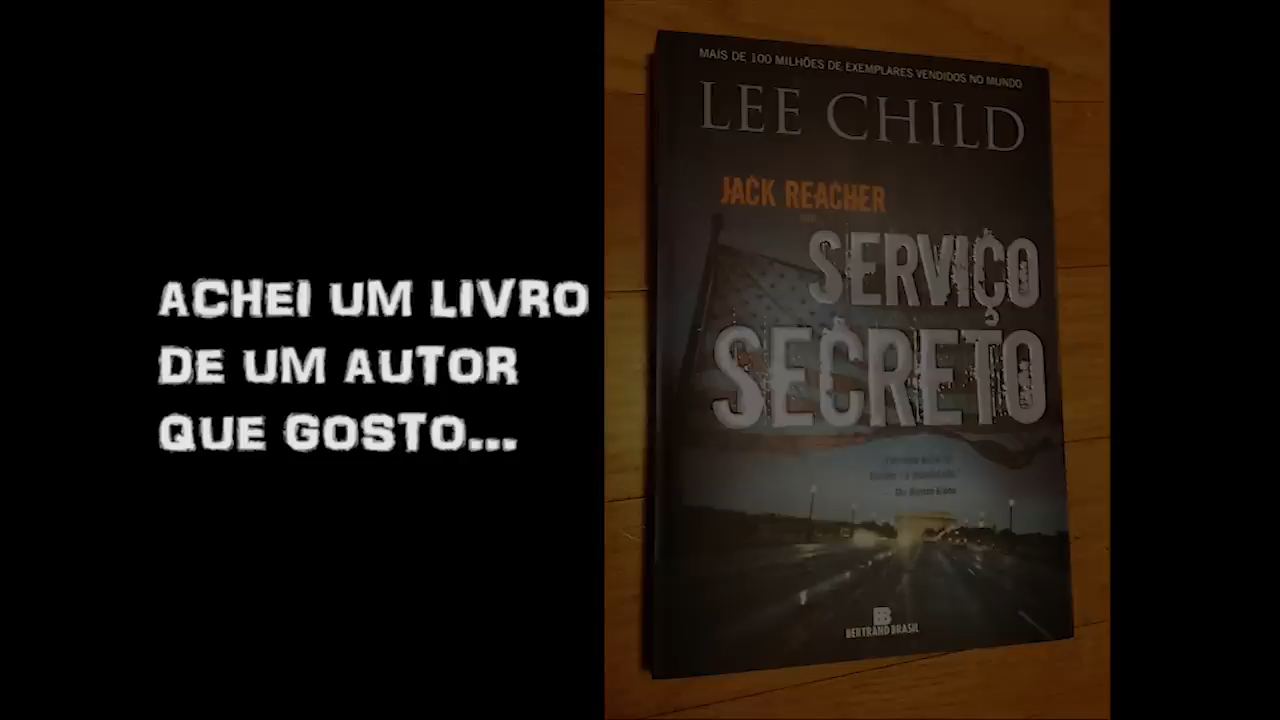 ACHEI UM LIVRO
DE UM AUTOR
QUE GOSTO...
MAIS DE 100 MILHÕES DE EXEMPLARES VENDIDOS NO MUNDO
LEE CHILD
JACK REACHER
SERVIÇO
SECRETO
BERTRAND BRASIL